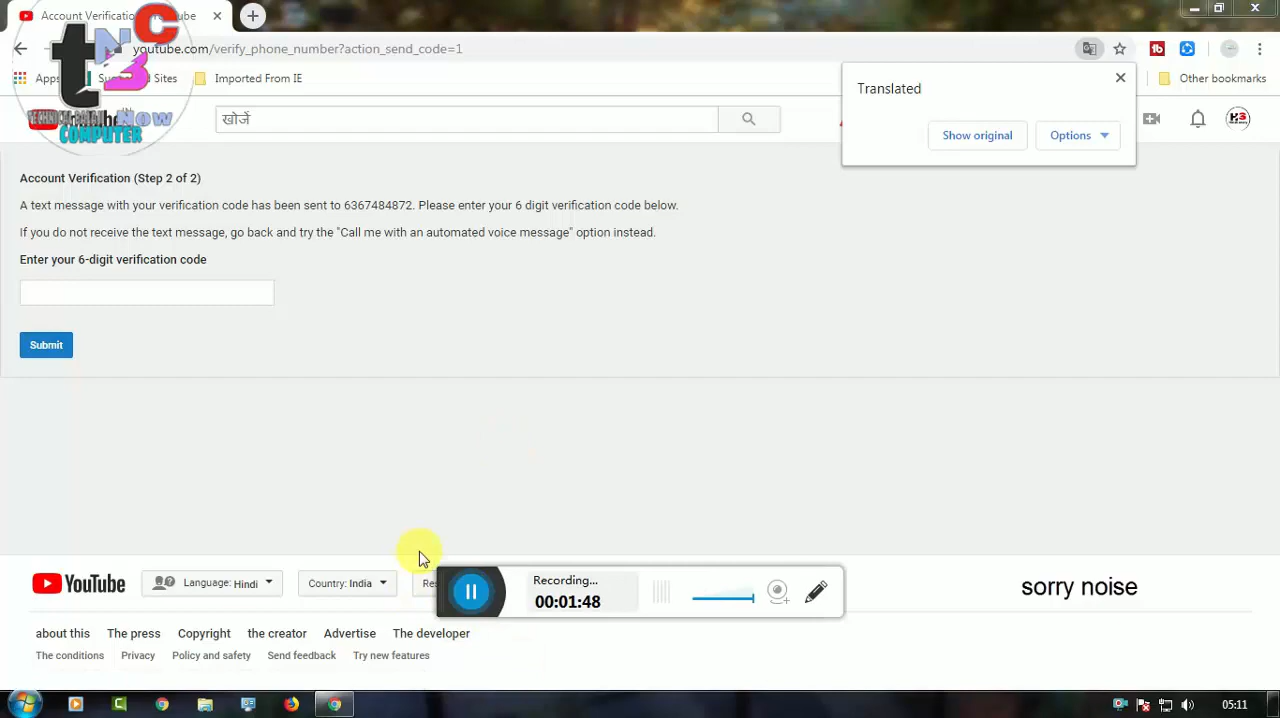 Account Verification
YouTube
youtube.com/verify_phone_number?action_send_code=1
Apps
Sites
Imported From IE
Other bookmarks
Translated
Show original
Options
TNC
COMPUTER
Now
खोजें
Account Verification (Step 2 of 2)
A text message with your verification code has been sent to 6367484872. Please enter your 6 digit verification code below.
If you do not receive the text message, go back and try the "Call me with an automated voice message" option instead.
Enter your 6-digit verification code
Submit
YouTube
Language: Hindi
Country: India
Recording...
00:01:48
sorry noise
about this
The press
Copyright
the creator
Advertise
The developer
The conditions
Privacy
Policy and safety
Send feedback
Try new features
05:11